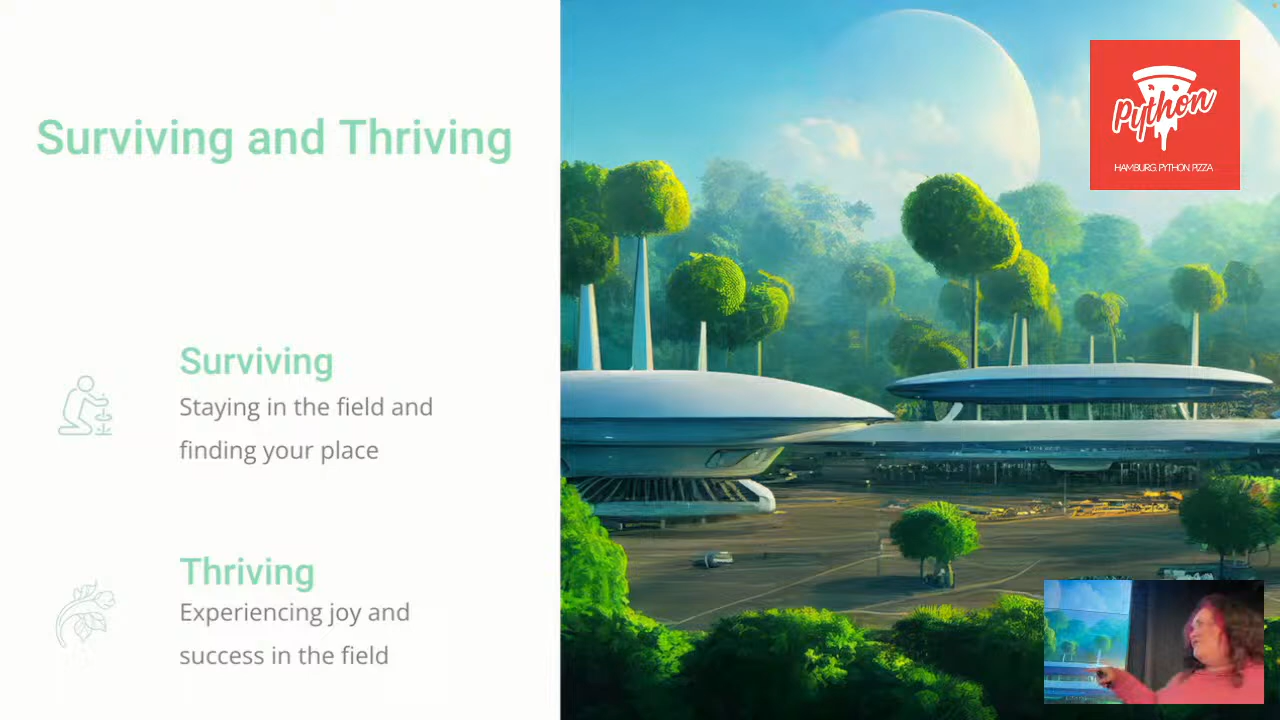 Surviving and Thriving
Surviving
Staying in the field and
finding your place
Thriving
Experiencing joy and
success in the field
Python
HAMBURG.PYTHON.PIZZA